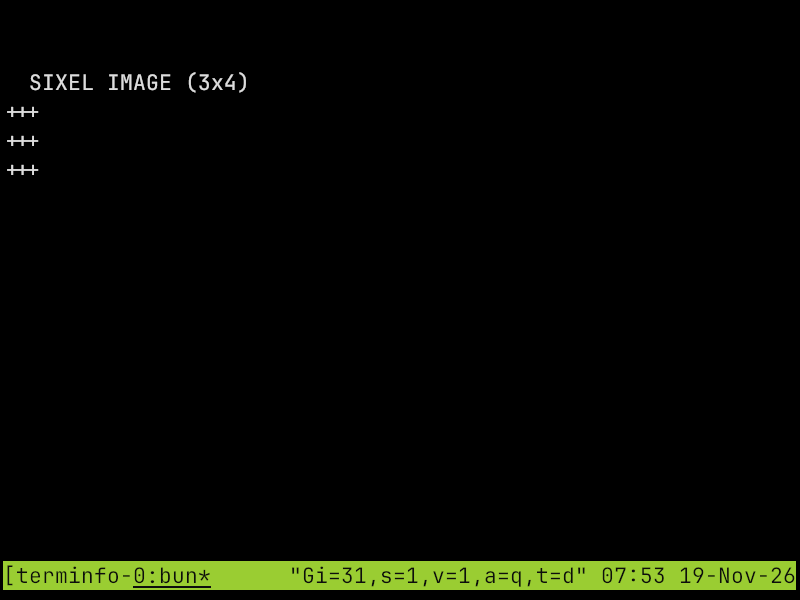 SIXEL IMAGE (3x4)
+++
+++
+++
[terminfo-0:bun* "Gi=31,s=1,v=1,a=q,t=d" 07:53 19-Nov-26